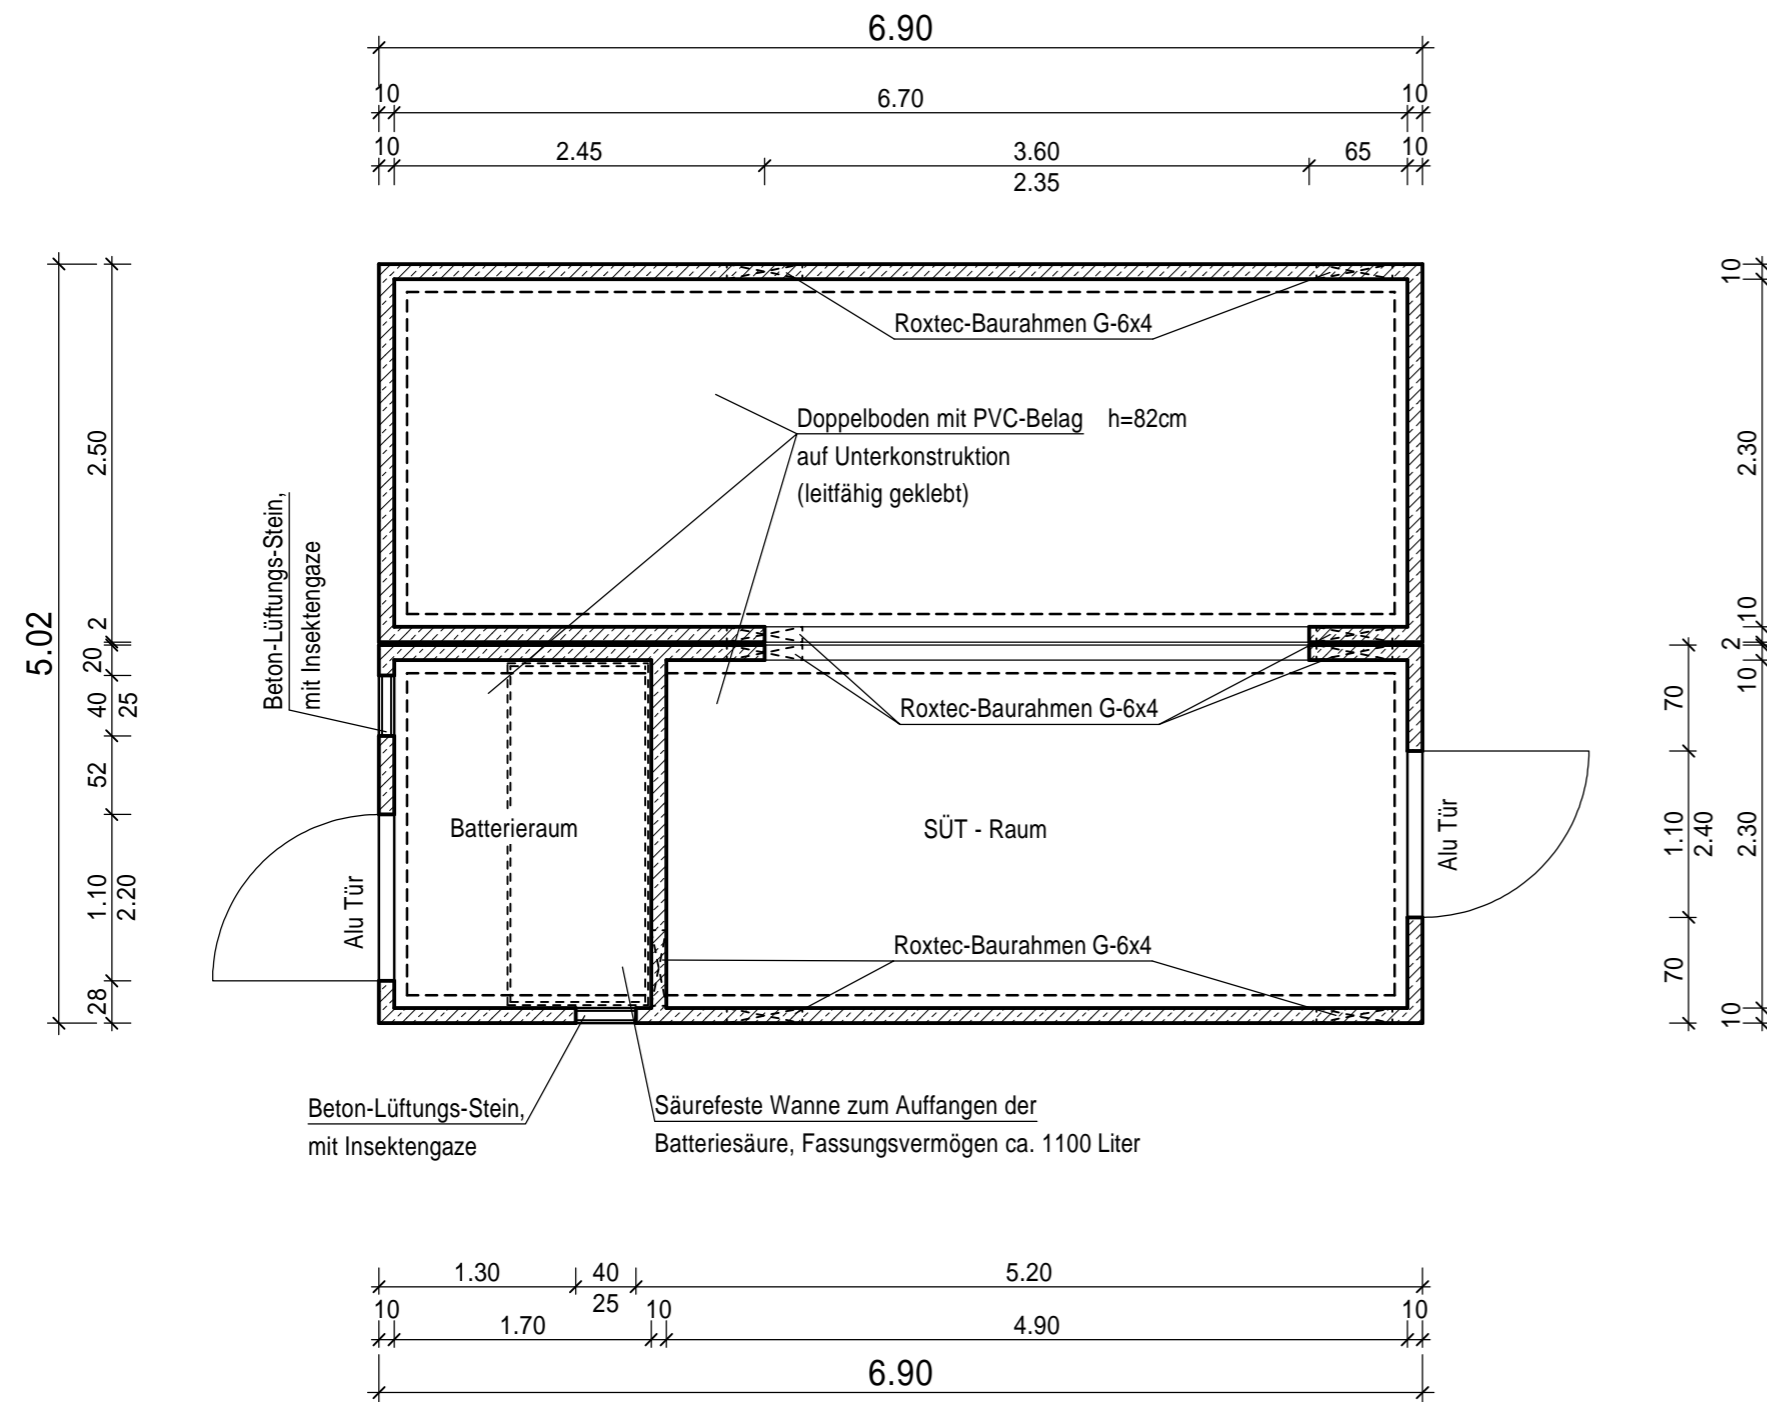 6.90
10
6.70
10
10
2.45
3.60
65
10
2.35
Roxtec-Baurahmen G-6x4
Doppelboden mit PVC-Belag h=82cm
auf Unterkonstruktion
(leitfähig geklebt)
Beton-Lüftungs-Stein,
mit Insektengaze
5.02
2.50
2
20
40
25
52
1.10
2.20
28
10
2.30
10
2
10
2.30
10
70
1.10
2.40
70
Roxtec-Baurahmen G-6x4
Batterieraum
SÜT - Raum
Alu Tür
Alu Tür
Roxtec-Baurahmen G-6x4
Beton-Lüftungs-Stein,
mit Insektengaze
Säurefeste Wanne zum Auffangen der
Batteriesäure, Fassungsvermögen ca. 1100 Liter
1.30
40
5.20
25
10
1.70
10
4.90
10
6.90